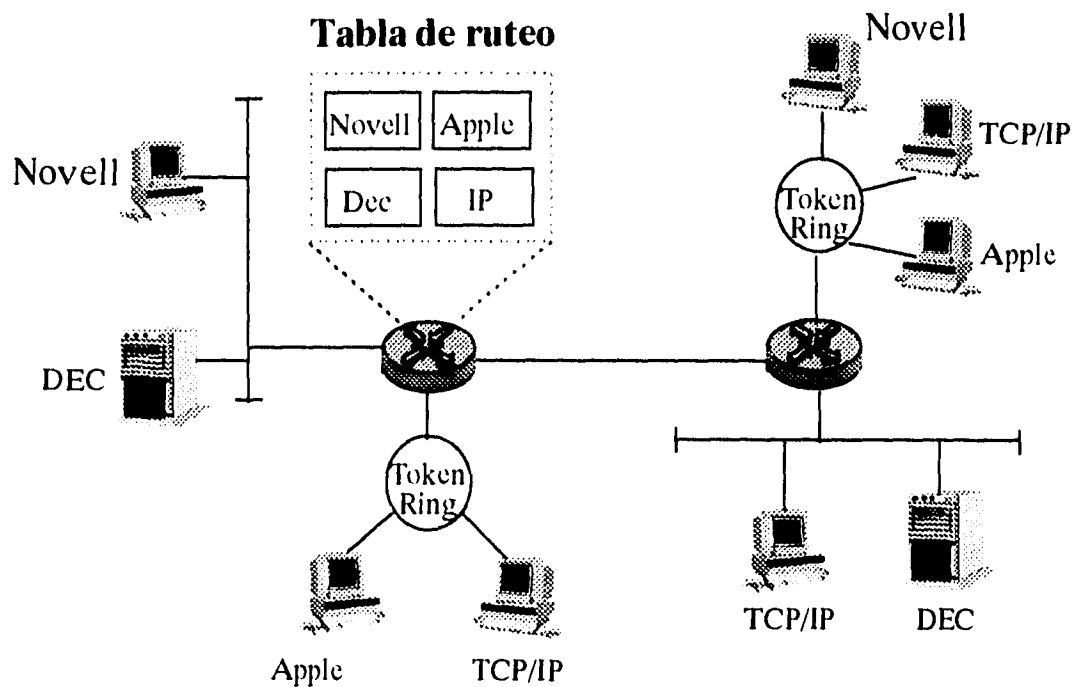 Tabla de ruteo
Novell
Apple
Dec
IP
Novell
DEC
Token
Ring
Apple
TCP/IP
Novell
TCP/IP
Token
Ring
Apple
TCP/IP
DEC